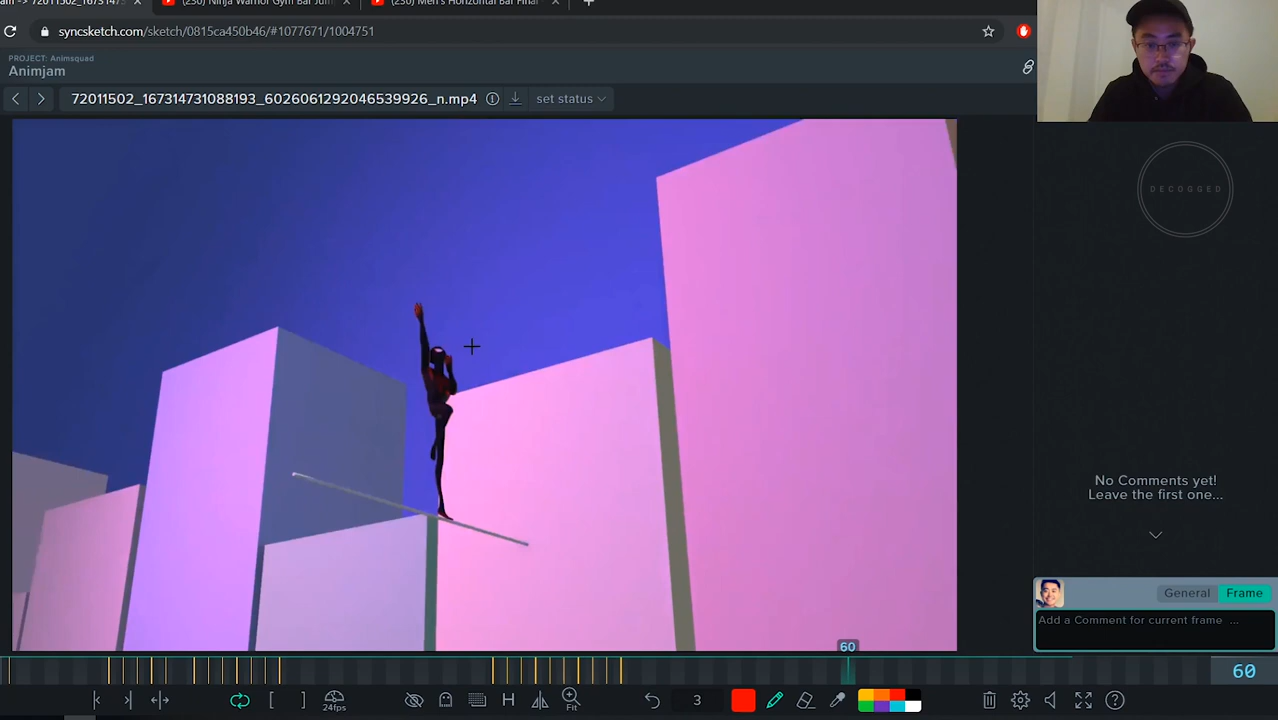 (230) Ninja Warrior Gym Bar Jum
(230) Men's Horizontal Bar Final
syncsketch.com/sketch/0815ca450b46/#1077671/1004751
PROJECT: Animsquad
Animjam
72011502_167314731088193_6026061292046539926_n.mp4
set status
DECOGGED
No Comments yet!
Leave the first one...
General
Frame
Add a Comment for current frame ...
60
60
24fps
H
Fit
3